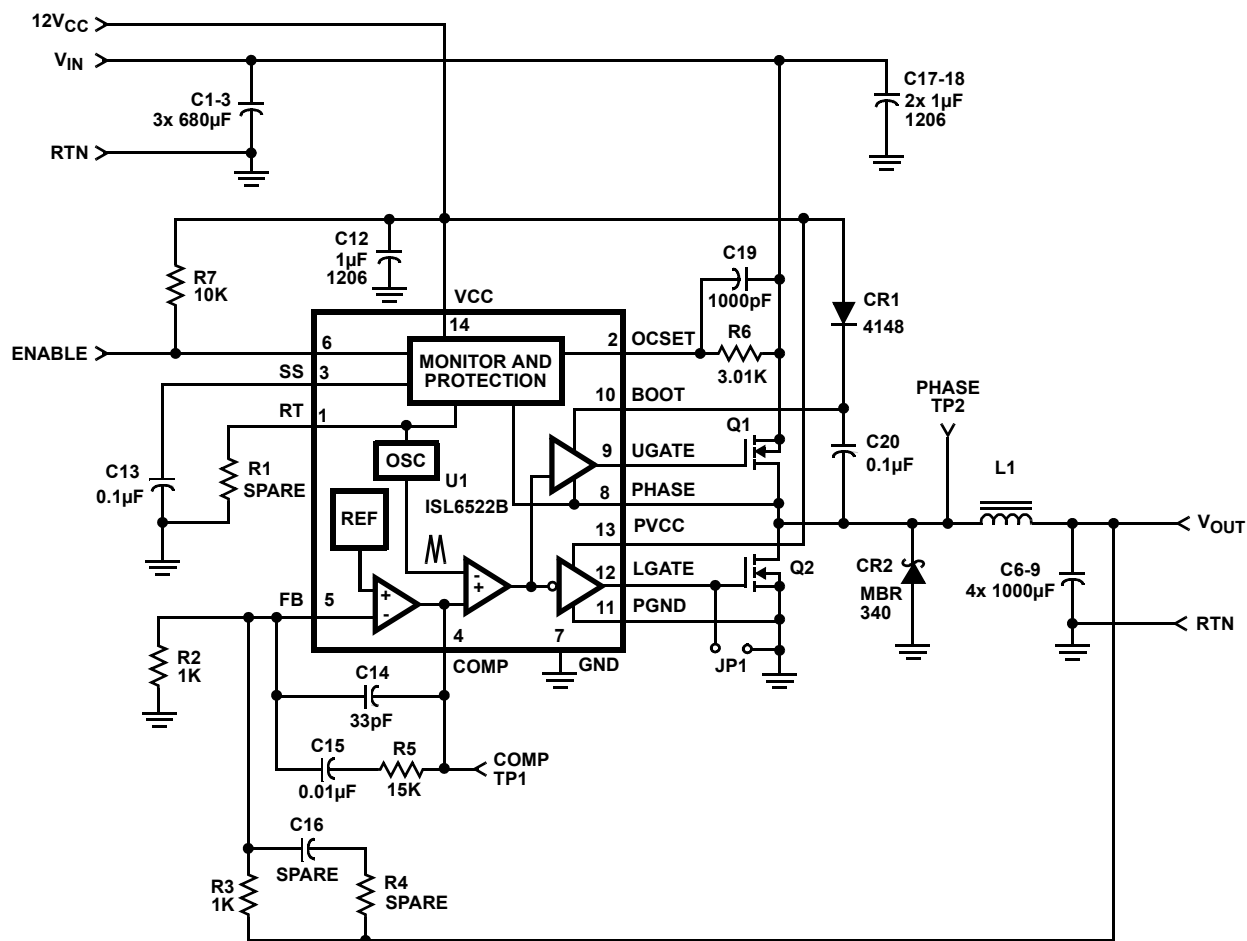 12VCC
VIN
C1-3
3x 680µF
RTN
C17-18
2x 1µF
1206
C12
1µF
1206
R7
10K
C19
1000pF
CR1
4148
VCC
14
ENABLE
6
MONITOR AND
PROTECTION
2
OCSET
R6
3.01K
SS
3
RT
1
10
BOOT
PHASE
TP2
Q1
C20
0.1µF
L1
OSC
U1
ISL6522B
9
UGATE
C13
0.1µF
R1
SPARE
REF
8
PHASE
13
PVCC
VOUT
12
LGATE
Q2
CR2
MBR
340
C6-9
4x 1000µF
+
-
-
+
FB
5
11
PGND
RTN
4
COMP
7
GND
JP1
R2
1K
C14
33pF
C15
0.01µF
R5
15K
COMP
TP1
C16
SPARE
R3
1K
R4
SPARE